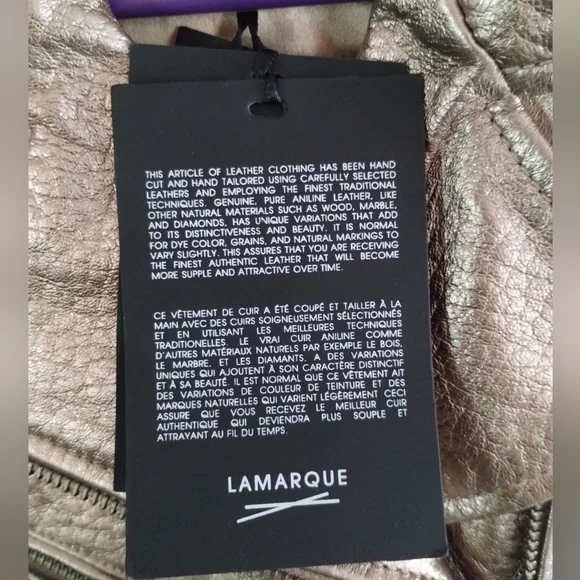 THIS ARTICLE OF LEATHER CLOTHING HAS BEEN HAND
CUT AND HAND TAILORED USING CAREFULLY SELECTED
LEATHERS AND EMPLOYING THE FINEST TRADITIONAL
TECHNIQUES. GENUINE, PURE ANILINE LEATHER, LIKE
OTHER NATURAL MATERIALS SUCH AS WOOD, MARBLE,
AND DIAMONDS, HAS UNIQUE VARIATIONS THAT ADD
TO ITS DISTINCTIVENESS AND BEAUTY. IT IS NORMAL
FOR DYE COLOR, GRAINS, AND NATURAL MARKINGS TO
VARY SLIGHTLY. THIS ASSURES THAT YOU ARE RECEIVING
THE FINEST AUTHENTIC LEATHER THAT WILL BECOME
MORE SUPPLE AND ATTRACTIVE OVER TIME.
CE VÊTEMENT DE CUIR A ÉTÉ COUPÉ ET TAILLER À LA
MAIN AVEC DES CUIRS SOIGNEUSEMENT SÉLECTIONNÉS
ET EN UTILISANT LES MEILLEURES TECHNIQUES
TRADITIONELLES. LE VRAI CUIR ANILINE COMME
D'AUTRES MATÉRIAUX NATURELS PAR EXEMPLE LE BOIS,
LE MARBRE, ET LES DIAMANTS, A DES VARIATIONS
UNIQUES QUI AJOUTENT À SON CARACTÈRE DISTINCTIF
ET À SA BEAUTÉ. IL EST NORMAL QUE CE VÊTEMENT AIT
DES VARIATIONS DE COULEUR DE TEINTURE ET DES
MARQUES NATURELLES QUI VARIENT LÉGÈREMENT CECI
ASSURE QUE VOUS RECEVEZ LE MEILLEUR CUIR
AUTHENTIQUE QUI DEVIENDRA PLUS SOUPLE ET
ATTRAYANT AU FIL DU TEMPS.
LAMARQUE